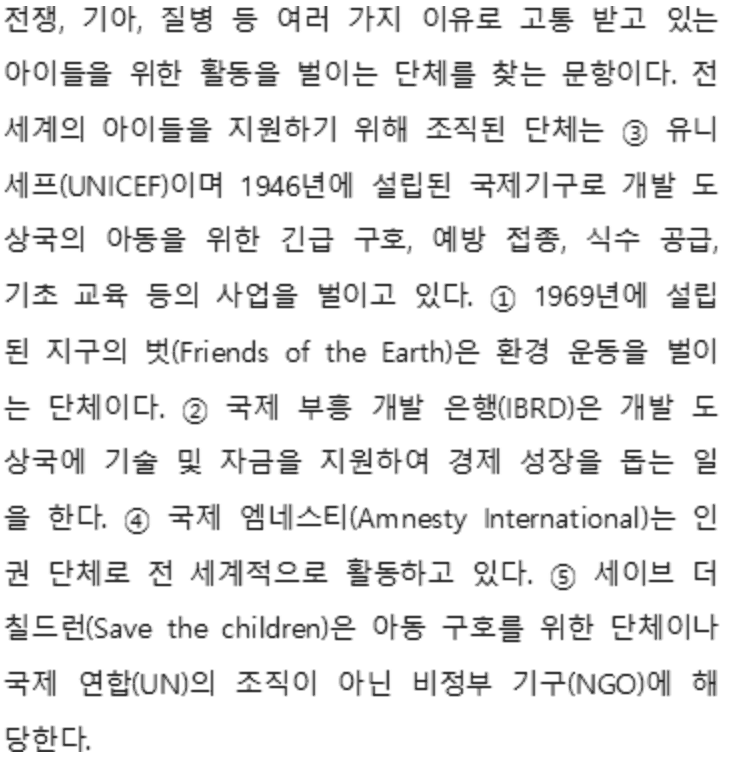 전쟁, 기아, 질병 등 여러 가지 이유로 고통 받고 있는
아이들을 위한 활동을 벌이는 단체를 찾는 문항이다. 전
세계의 아이들을 지원하기 위해 조직된 단체는 ③ 유니
세프(UNICEF)이며 1946년에 설립된 국제기구로 개발 도
상국의 아동을 위한 긴급 구호, 예방 접종, 식수 공급,
기초 교육 등의 사업을 벌이고 있다. ① 1969년에 설립
된 지구의 벗(Friends of the Earth)은 환경 운동을 벌이
는 단체이다. ② 국제 부흥 개발 은행(IBRD)은 개발 도
상국에 기술 및 자금을 지원하여 경제 성장을 돕는 일
을 한다. ④ 국제 엠네스티(Amnesty International)는 인
권 단체로 전 세계적으로 활동하고 있다. ⑤ 세이브 더
칠드런(Save the children)은 아동 구호를 위한 단체이나
국제 연합(UN)의 조직이 아닌 비정부 기구(NGO)에 해
당한다.